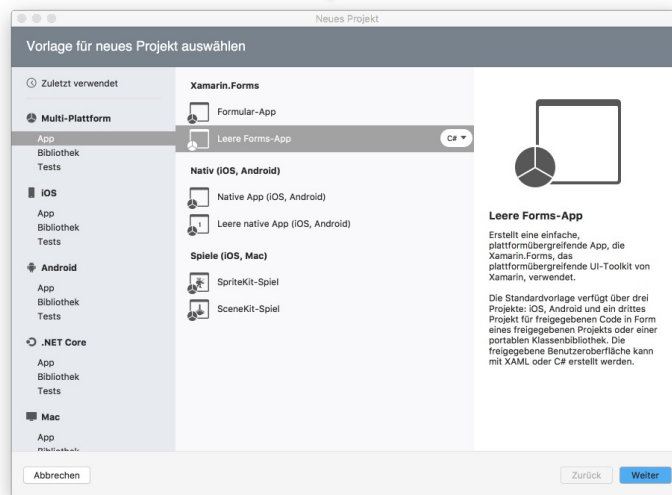 Neues Projekt
Vorlage für neues Projekt auswählen
Zuletzt verwendet
Multi-Plattform
App
Bibliothek
Tests
iOS
App
Bibliothek
Tests
Android
App
Bibliothek
Tests
.NET Core
App
Bibliothek
Tests
Mac
App
Bibliothek
Xamarin.Forms
Formular-App
Leere Forms-App
C#
Nativ (iOS, Android)
Native App (iOS, Android)
Leere native App (iOS, Android)
Spiele (iOS, Mac)
SpriteKit-Spiel
SceneKit-Spiel
Leere Forms-App
Erstellt eine einfache,
plattformübergreifende App, die
Xamarin.Forms, das
plattformübergreifende UI-Toolkit von
Xamarin, verwendet.
Die Standardvorlage verfügt über drei
Projekte: iOS, Android und ein drittes
Projekt für freigegebenen Code in Form
eines freigegebenen Projekts oder einer
portablen Klassenbibliothek. Die
freigegebene Benutzeroberfläche kann
mit XAML oder C# erstellt werden.
Abbrechen
Zurück
Weiter